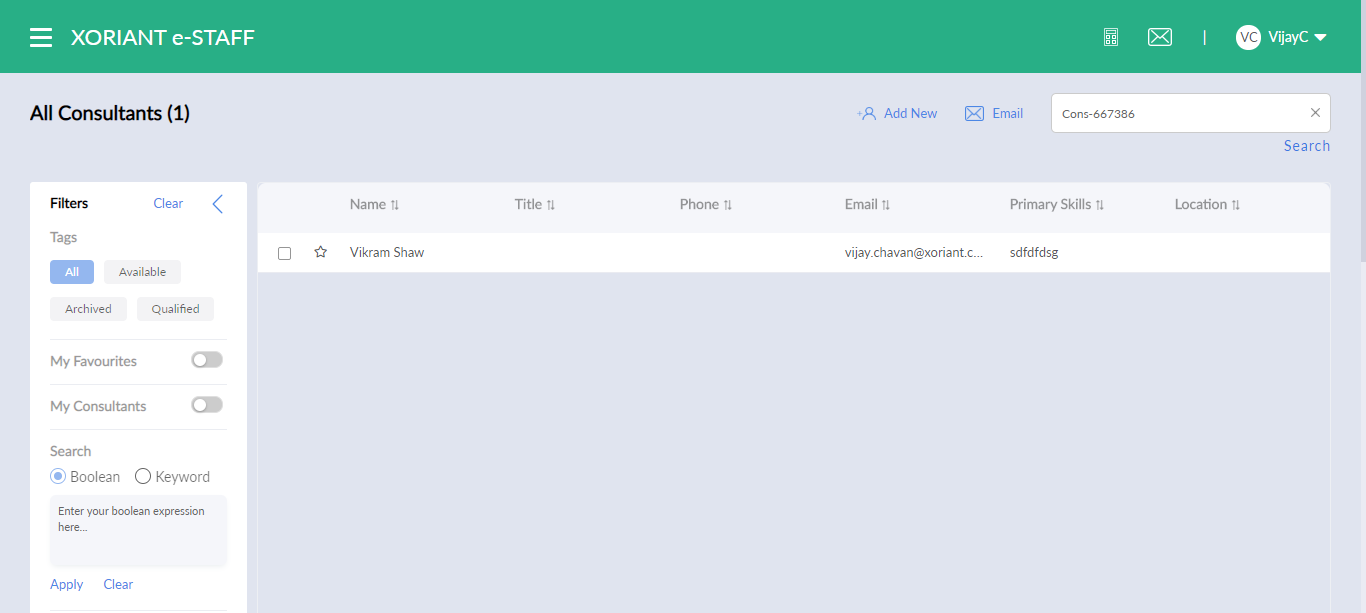 XORIANT e-STAFF
| VC VijayC
All Consultants (1)
+ Add New Email Cons-667386
Search
Filters Clear
Tags
All Available
Archived Qualified
My Favourites
My Consultants
Search
Boolean Keyword
Enter your boolean expression
here...
Apply Clear
Name Title Phone Email Primary Skills Location
Vikram Shaw vijay.chavan@xoriant.c... sdfdfdsg